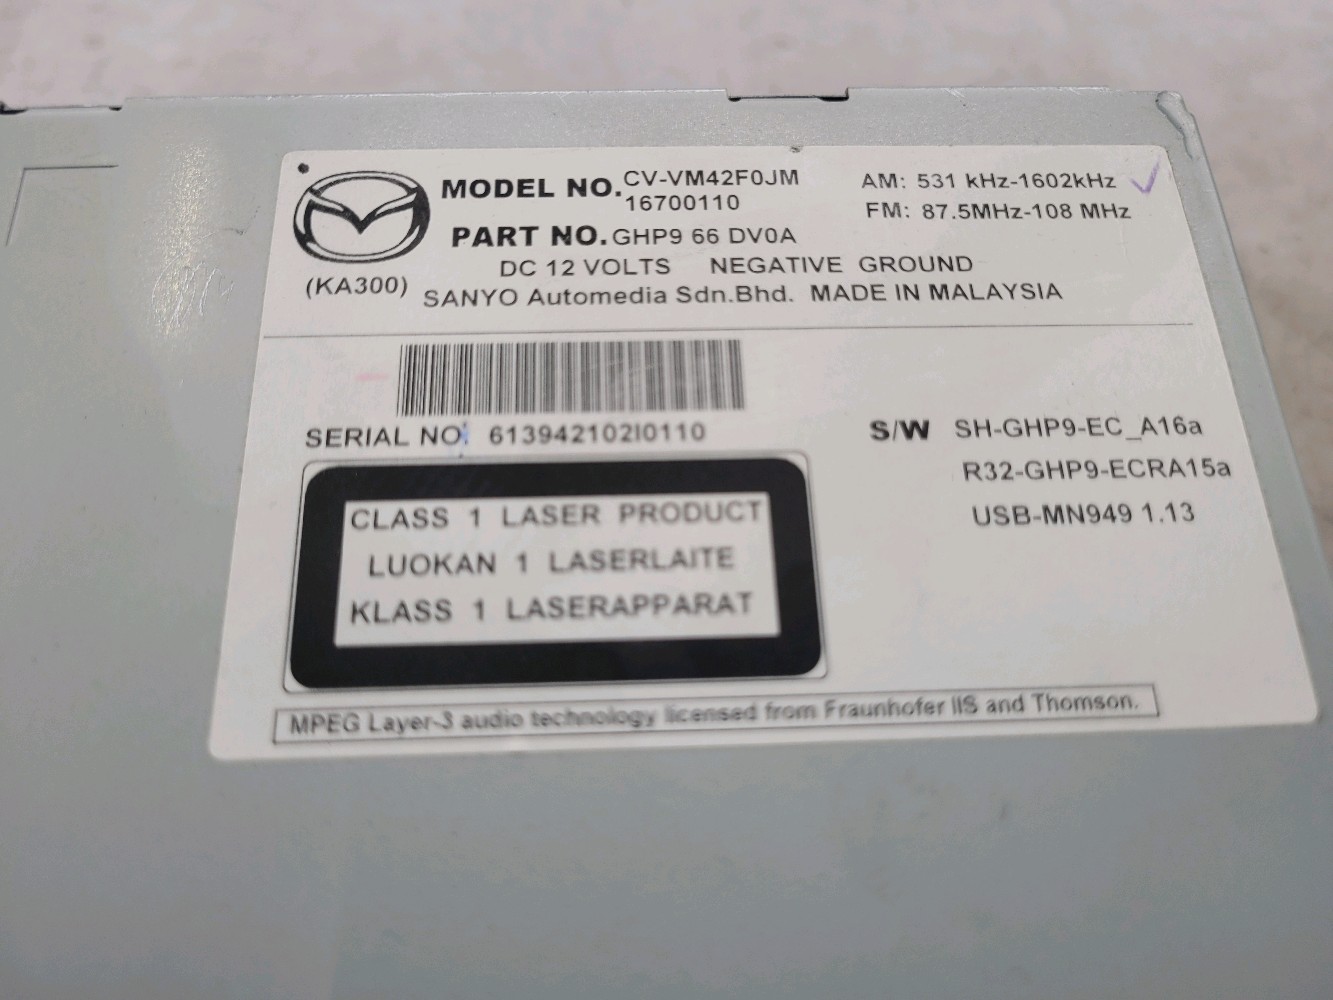 MODEL NO. CV-VM42F0JM
16700110
AM: 531 kHz-1602kHz
FM: 87.5MHz-108 MHz
PART NO. GHP9 66 DV0A
DC 12 VOLTS NEGATIVE GROUND
(KA300)
SANYO Automedia Sdn.Bhd. MADE IN MALAYSIA
SERIAL NO: 613942102I0110
S/W SH-GHP9-EC_A16a
R32-GHP9-ECRA15a
USB-MN949 1.13
CLASS 1 LASER PRODUCT
LUOKAN 1 LASERLAITE
KLASS 1 LASERAPPARAT
MPEG Layer-3 audio technology licensed from Fraunhofer IIS and Thomson.